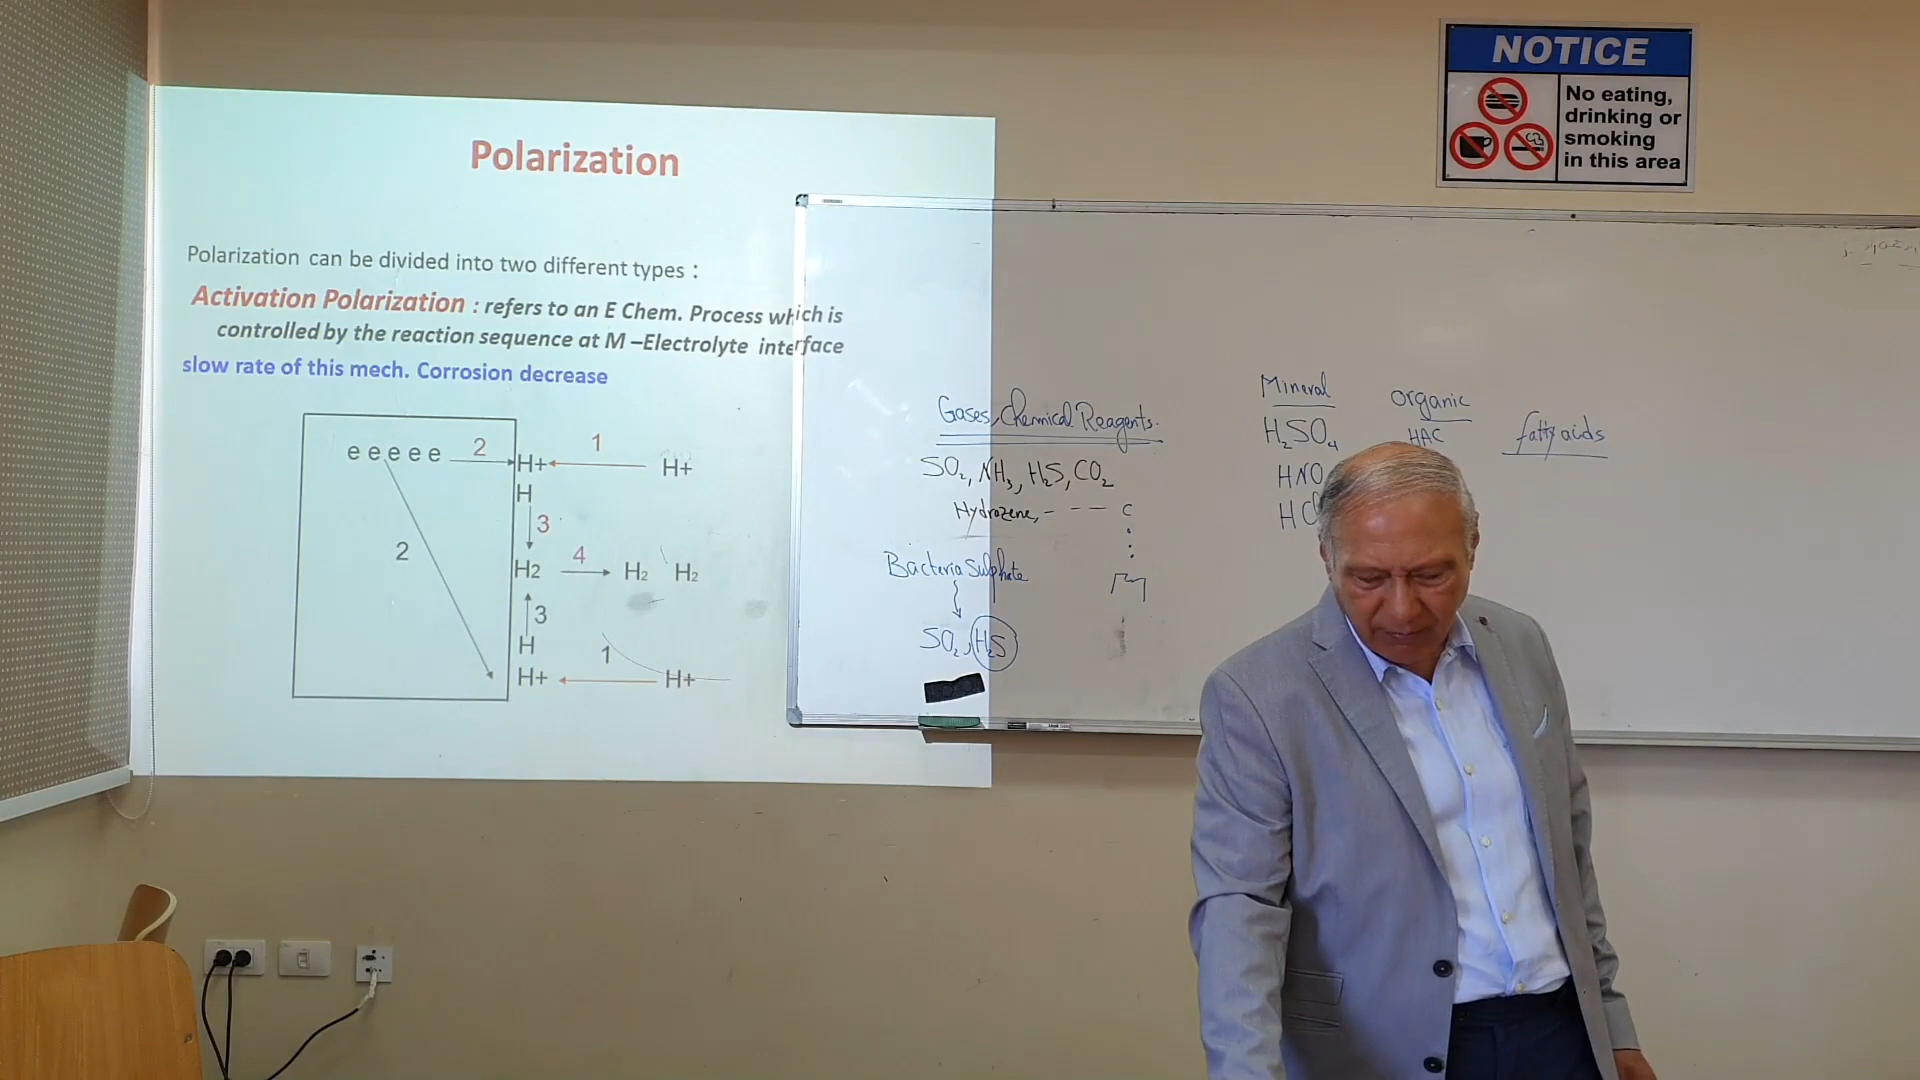 Polarization
Polarization can be divided into two different types :
Activation Polarization : refers to an E Chem. Process which is
controlled by the reaction sequence at M –Electrolyte interface
slow rate of this mech. Corrosion decrease
e e e e e 2 H+ 1 H+
H
3
2
H2 4 H₂ H₂
3
H
H+ 1 H+
Gases, Chemical Reagents.
SO₂, NH₃, H₂S, CO₂
Hydrozene, - - - C
Bacteria Sulphate
SO₂, H₂S
Mineral
H₂SO₄
HNO
HC
Organic
HAC
fatty acids
NOTICE
No eating,
drinking or
smoking
in this area